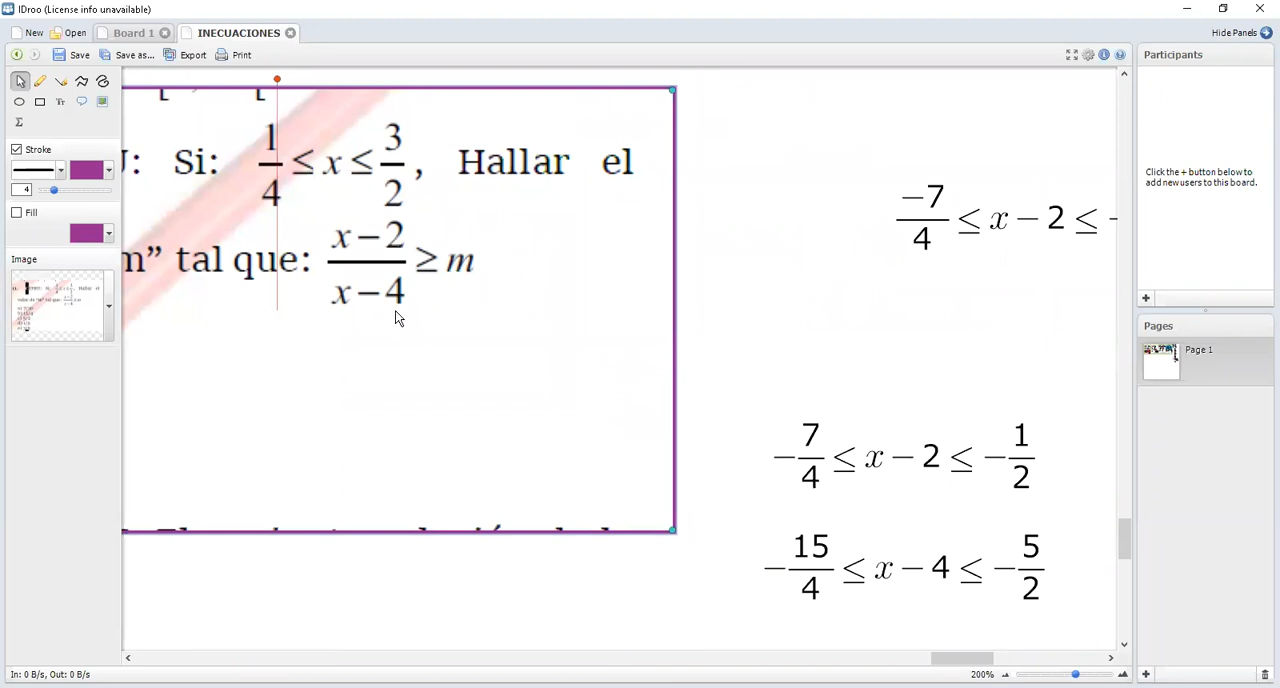 IDroo (License info unavailable)
New Open Board 1 INECUACIONES Hide Panels
Save Save as... Export Print
Participants
Click the + button below to
add new users to this board.
Stroke
4
Fill
Image
: Si: 1/4 ≤ x ≤ 3/2 , Hallar el
m” tal que: x−2/x−4 ≥ m
−7/4 ≤ x − 2 ≤ −
−7/4 ≤ x − 2 ≤ −1/2
−15/4 ≤ x − 4 ≤ −5/2
Pages
Page 1
In: 0 B/s, Out: 0 B/s
200%